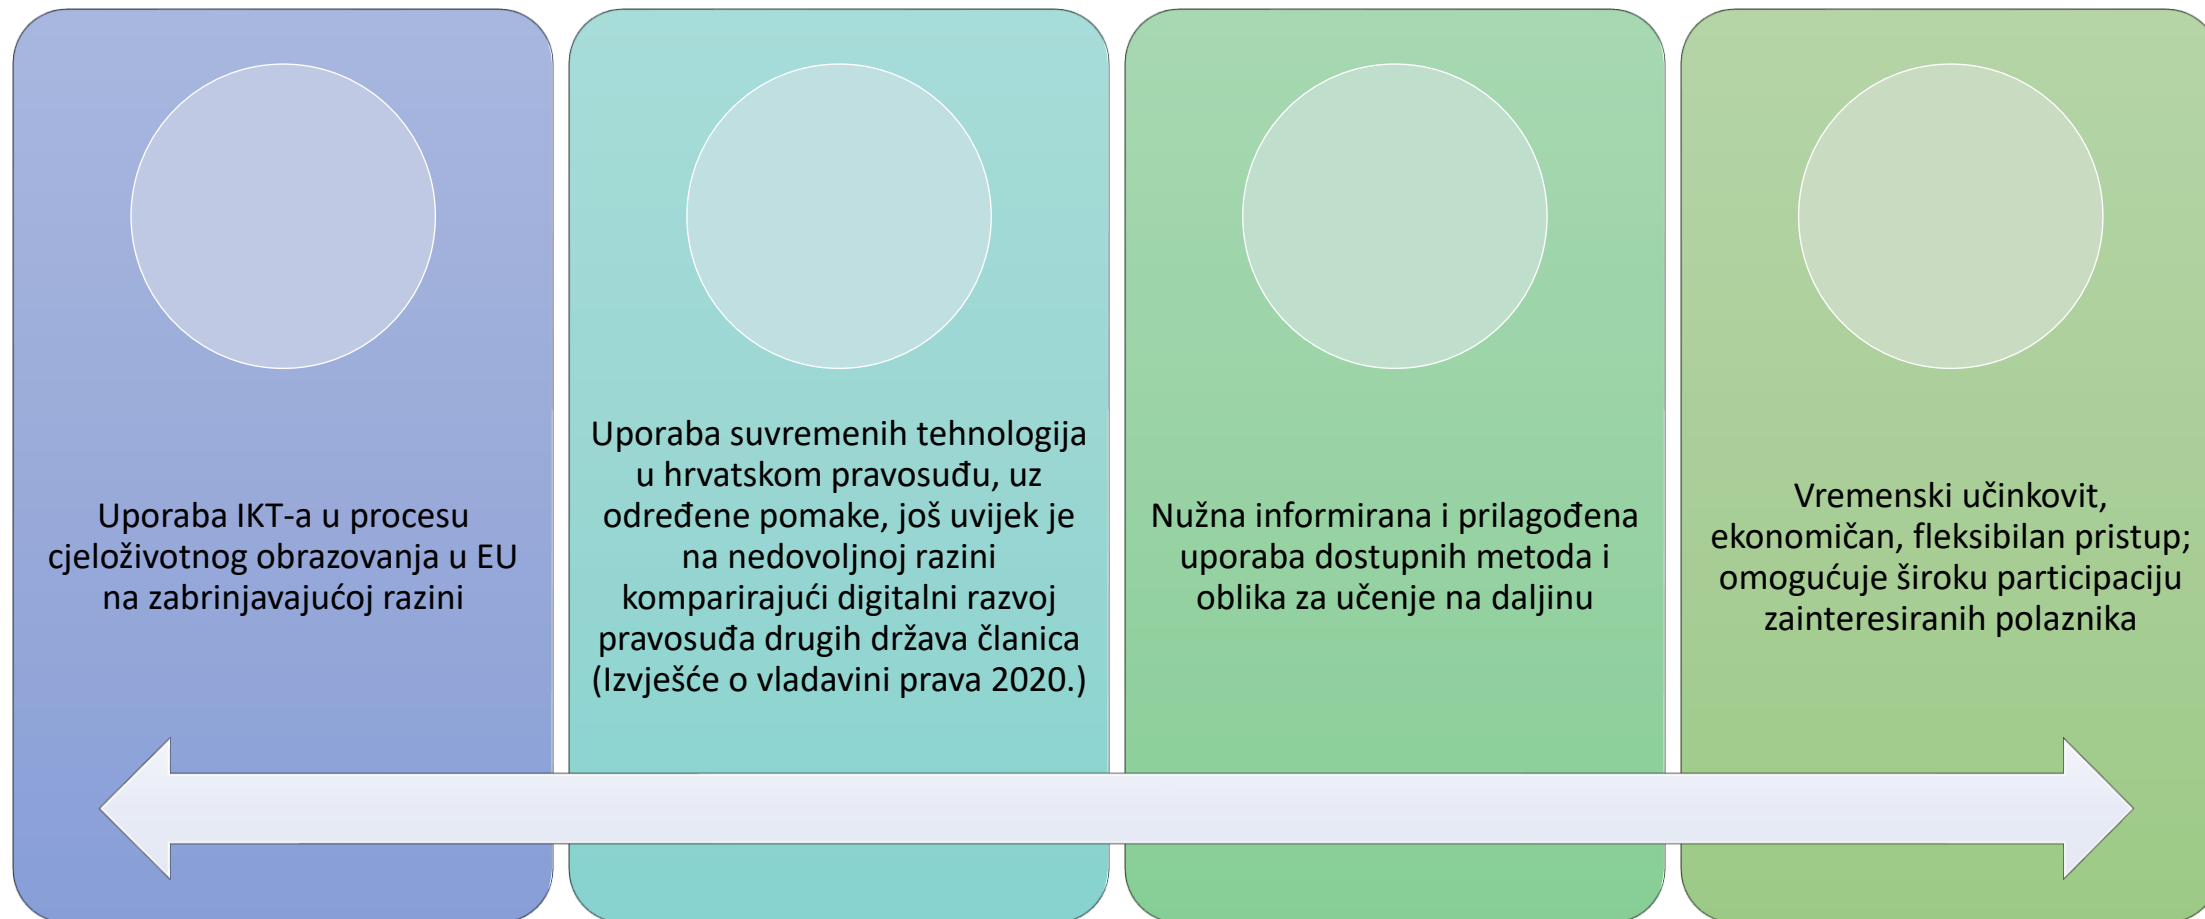 Uporaba IKT-a u procesu
cjeloživotnog obrazovanja u EU
na zabrinjavajućoj razini
Uporaba suvremenih tehnologija
u hrvatskom pravosuđu, uz
određene pomake, još uvijek je
na nedovoljnoj razini
komparirajući digitalni razvoj
pravosuđa drugih država članica
(Izvješće o vladavini prava 2020.)
Nužna informirana i prilagođena
uporaba dostupnih metoda i
oblika za učenje na daljinu
Vremenski učinkovit,
ekonomičan, fleksibilan pristup;
omogućuje široku participaciju
zainteresiranih polaznika